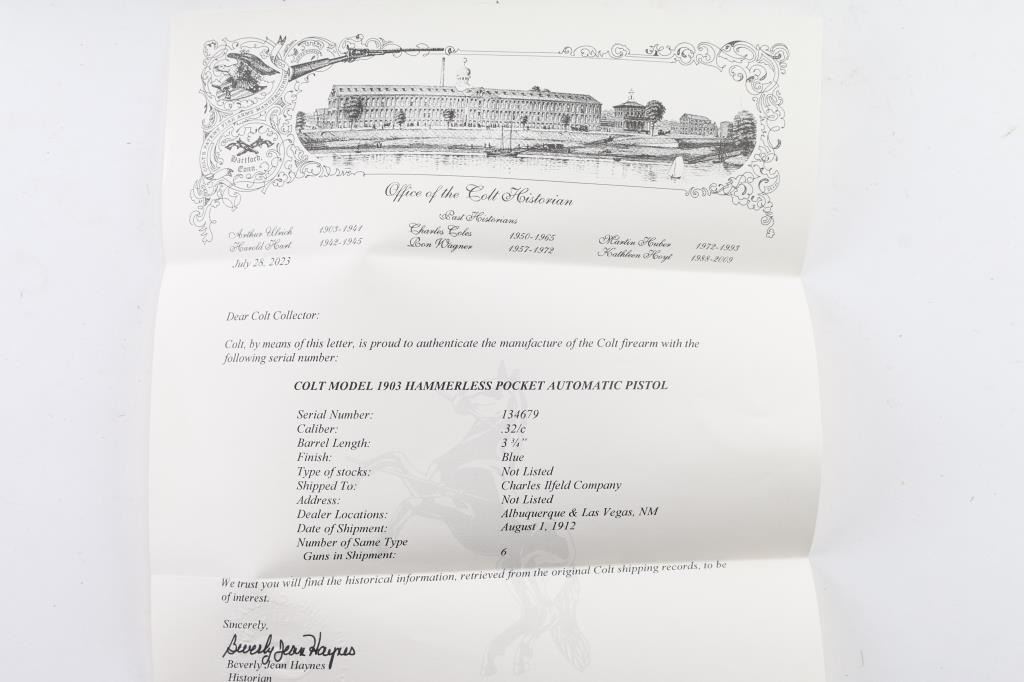 Hartford,
Conn.
Office of the Colt Historian
Past Historians
Arthur Ulrich 1903-1941
Harold Hart 1942-1945
Charles Coles 1950-1965
Ron Wagner 1957-1972
Martin Huber 1972-1993
Kathleen Hoyt 1988-2009
July 28, 2023
Dear Colt Collector:
Colt, by means of this letter, is proud to authenticate the manufacture of the Colt firearm with the
following serial number:
COLT MODEL 1903 HAMMERLESS POCKET AUTOMATIC PISTOL
Serial Number: 134679
Caliber: .32/c
Barrel Length: 3 ¾"
Finish: Blue
Type of stocks: Not Listed
Shipped To: Charles Ilfeld Company
Address: Not Listed
Dealer Locations: Albuquerque & Las Vegas, NM
Date of Shipment: August 1, 1912
Number of Same Type
Guns in Shipment: 6
We trust you will find the historical information, retrieved from the original Colt shipping records, to be
of interest.
Sincerely,
Beverly Jean Haynes
Beverly Jean Haynes
Historian